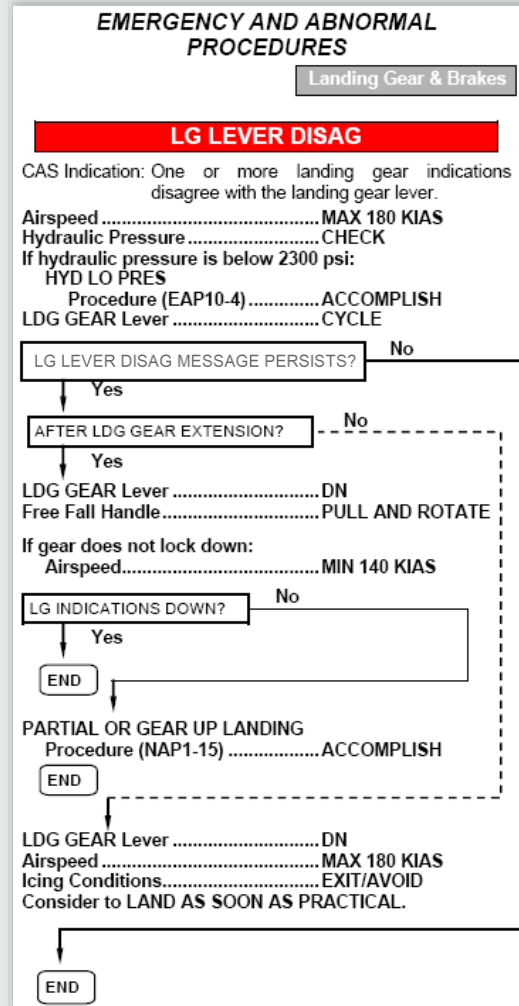 EMERGENCY AND ABNORMAL
PROCEDURES
Landing Gear & Brakes
LG LEVER DISAG
CAS Indication: One or more landing gear indications
disagree with the landing gear lever.
Airspeed ........................................ MAX 180 KIAS
Hydraulic Pressure ........................ CHECK
If hydraulic pressure is below 2300 psi:
HYD LO PRES
Procedure (EAP10-4) ............. ACCOMPLISH
LDG GEAR Lever ........................... CYCLE
LG LEVER DISAG MESSAGE PERSISTS?
No
Yes
AFTER LDG GEAR EXTENSION?
No
Yes
LDG GEAR Lever ........................... DN
Free Fall Handle ............................. PULL AND ROTATE
If gear does not lock down:
Airspeed.................................... MIN 140 KIAS
LG INDICATIONS DOWN?
No
Yes
END
PARTIAL OR GEAR UP LANDING
Procedure (NAP1-15) ................ ACCOMPLISH
END
LDG GEAR Lever ........................... DN
Airspeed ........................................ MAX 180 KIAS
Icing Conditions............................. EXIT/AVOID
Consider to LAND AS SOON AS PRACTICAL.
END